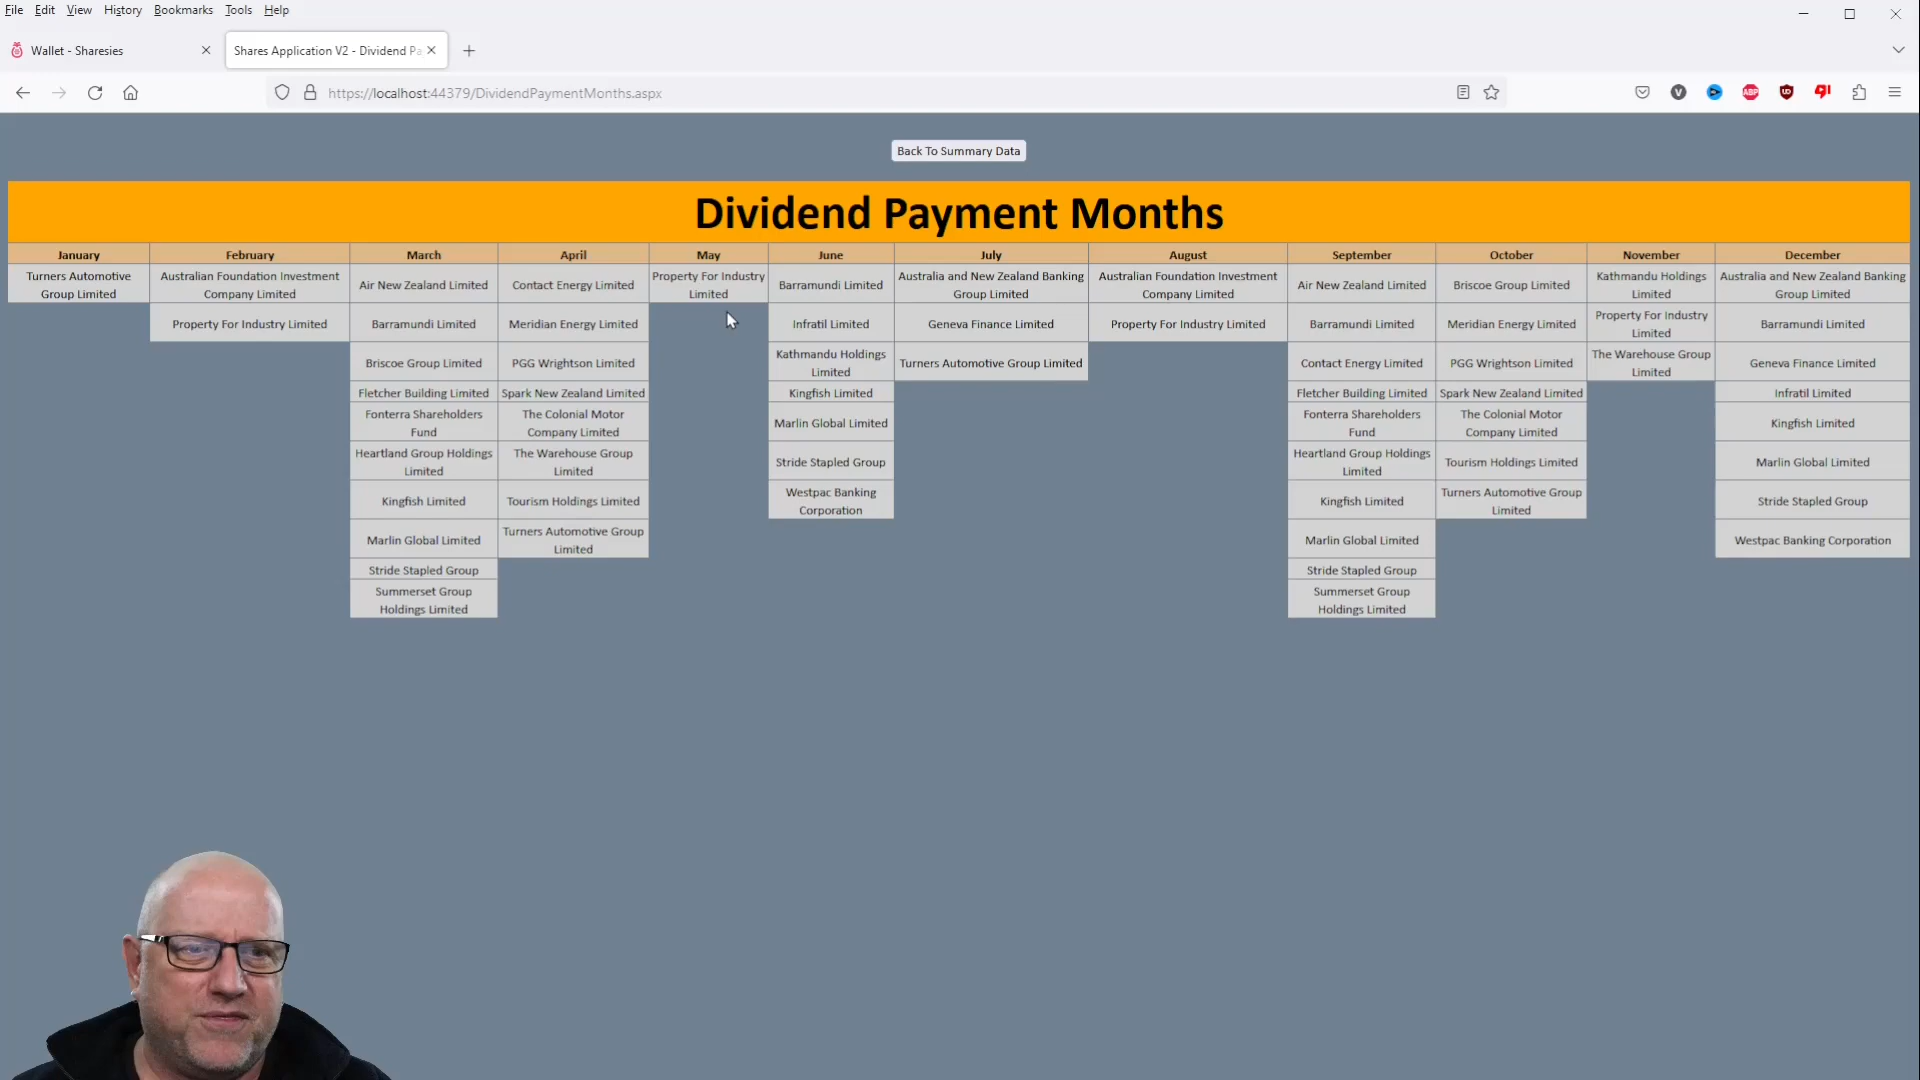 File Edit View History Bookmarks Tools Help
Wallet - Sharesies
Shares Application V2 - Dividend Pa
https://localhost:44379/DividendPaymentMonths.aspx
ABP
Back To Summary Data
Dividend Payment Months
January February March April May June July August September October November December
Turners Automotive
Group Limited
Australian Foundation Investment
Company Limited
Property For Industry Limited
Air New Zealand Limited
Barramundi Limited
Briscoe Group Limited
Fletcher Building Limited
Fonterra Shareholders
Fund
Heartland Group Holdings
Limited
Kingfish Limited
Marlin Global Limited
Stride Stapled Group
Summerset Group
Holdings Limited
Contact Energy Limited
Meridian Energy Limited
PGG Wrightson Limited
Spark New Zealand Limited
The Colonial Motor
Company Limited
The Warehouse Group
Limited
Tourism Holdings Limited
Turners Automotive Group
Limited
Property For Industry
Limited
Barramundi Limited
Infratil Limited
Kathmandu Holdings
Limited
Kingfish Limited
Marlin Global Limited
Stride Stapled Group
Westpac Banking
Corporation
Australia and New Zealand Banking
Group Limited
Geneva Finance Limited
Turners Automotive Group Limited
Australian Foundation Investment
Company Limited
Property For Industry Limited
Air New Zealand Limited
Barramundi Limited
Contact Energy Limited
Fletcher Building Limited
Fonterra Shareholders
Fund
Heartland Group Holdings
Limited
Kingfish Limited
Marlin Global Limited
Stride Stapled Group
Summerset Group
Holdings Limited
Briscoe Group Limited
Meridian Energy Limited
PGG Wrightson Limited
Spark New Zealand Limited
The Colonial Motor
Company Limited
Tourism Holdings Limited
Turners Automotive Group
Limited
Kathmandu Holdings
Limited
Property For Industry
Limited
The Warehouse Group
Limited
Australia and New Zealand Banking
Group Limited
Barramundi Limited
Geneva Finance Limited
Infratil Limited
Kingfish Limited
Marlin Global Limited
Stride Stapled Group
Westpac Banking Corporation